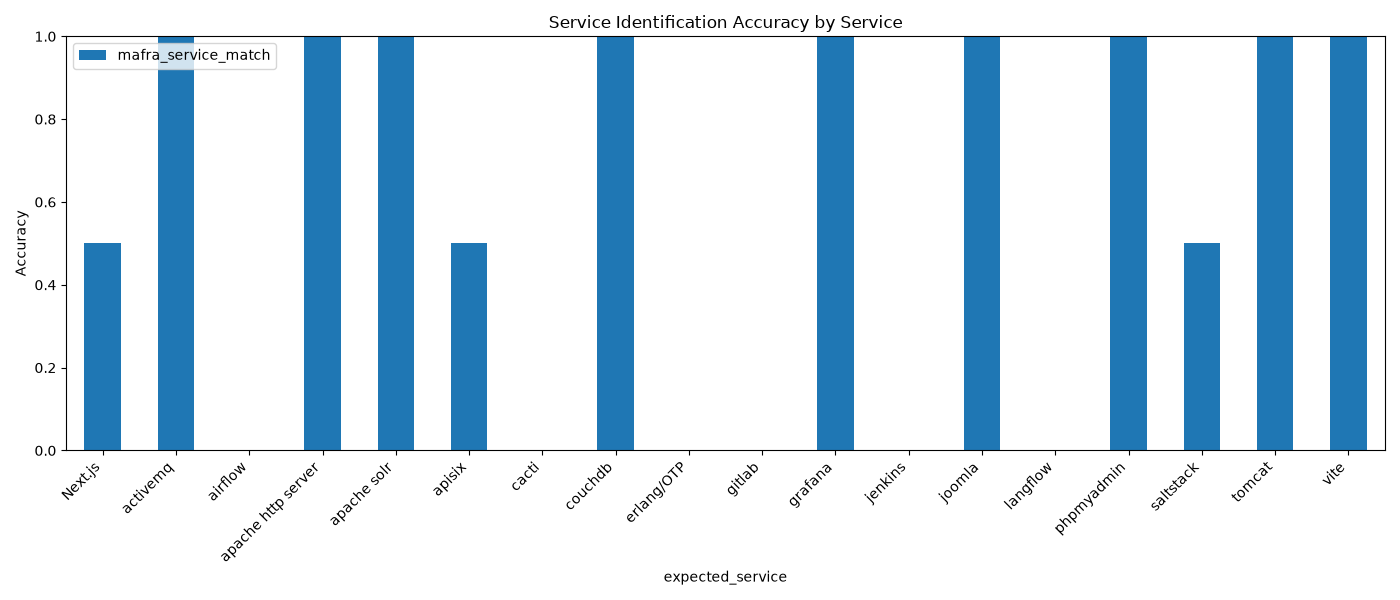 Service Identification Accuracy by Service
mafra_service_match
1.0
0.8
0.6
0.4
0.2
0.0
Accuracy
Next.js
activemq
airflow
apache http server
apache solr
apisix
cacti
couchdb
erlang/OTP
gitlab
grafana
jenkins
joomla
langflow
phpmyadmin
saltstack
tomcat
vite
expected_service